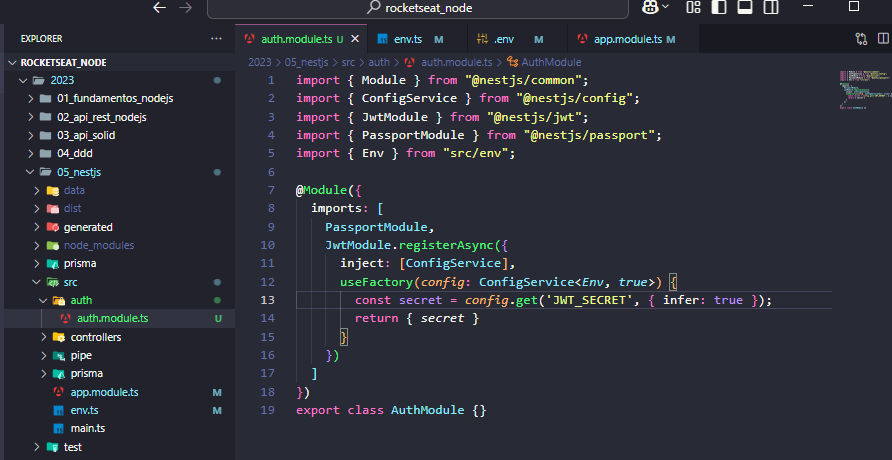 rocketseat_node
EXPLORER ...
auth.module.ts U
env.ts M
.env M
app.module.ts M
ROCKETSEAT_NODE
2023
01_fundamentos_nodejs
02_api_rest_nodejs
03_api_solid
04_ddd
05_nestjs
data
dist
generated
node_modules
prisma
src
auth
auth.module.ts U
controllers
pipe
prisma
app.module.ts M
env.ts M
main.ts
test
2023 > 05_nestjs > src > auth > auth.module.ts > AuthModule
1 import { Module } from "@nestjs/common";
2 import { ConfigService } from "@nestjs/config";
3 import { JwtModule } from "@nestjs/jwt";
4 import { PassportModule } from "@nestjs/passport";
5 import { Env } from "src/env";
6
7 @Module({
8 imports: [
9 PassportModule,
10 JwtModule.registerAsync({
11 inject: [ConfigService],
12 useFactory(config: ConfigService<Env, true>) {
13 const secret = config.get('JWT_SECRET', { infer: true });
14 return { secret }
15 }
16 })
17 ]
18 })
19 export class AuthModule {}